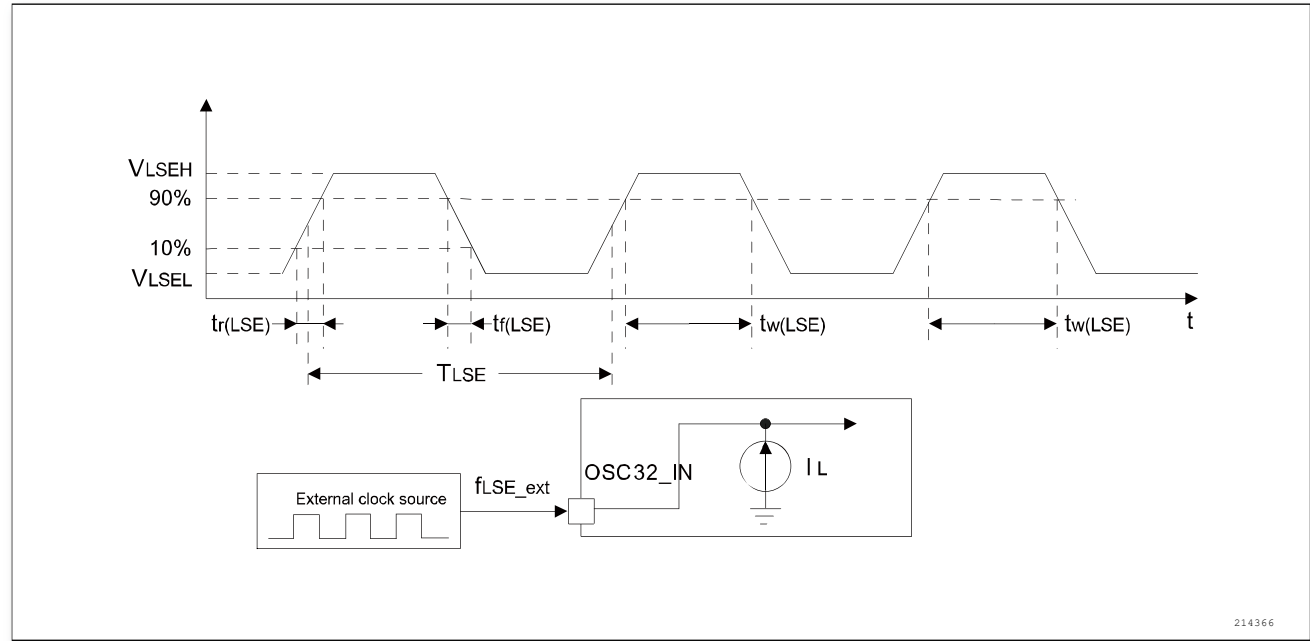 VLSEH
90%
10%
VLSEL
tr(LSE)
tf(LSE)
tw(LSE)
tw(LSE)
t
TLSE
External clock source
fLSE_ext
OSC32_IN
IL
214366